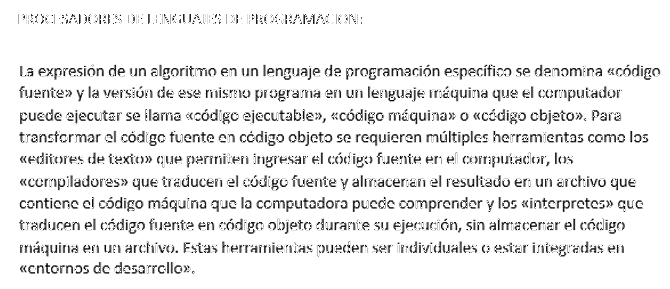 PROCESADORES DE LENGUAJES DE PROGRAMACION:
La expresión de un algoritmo en un lenguaje de programación específico se denomina «código
fuente» y la versión de ese mismo programa en un lenguaje máquina que el computador
puede ejecutar se llama «código ejecutable», «código máquina» o «código objeto». Para
transformar el código fuente en código objeto se requieren múltiples herramientas como los
«editores de texto» que permiten ingresar el código fuente en el computador, los
«compiladores» que traducen el código fuente y almacenan el resultado en un archivo que
contiene el código máquina que la computadora puede comprender y los «interpretes» que
traducen el código fuente en código objeto durante su ejecución, sin almacenar el código
máquina en un archivo. Estas herramientas pueden ser individuales o estar integradas en
«entornos de desarrollo».